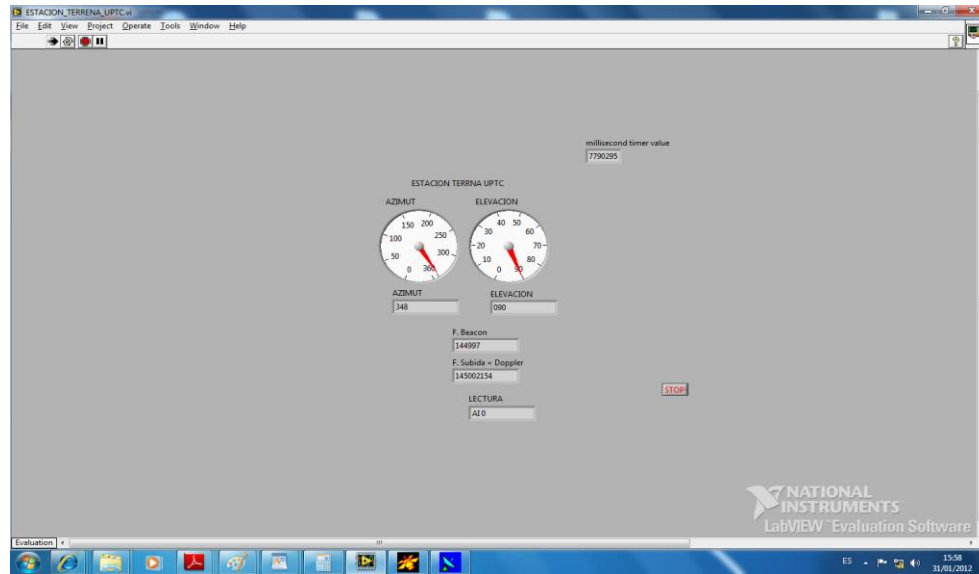 ESTACION_TERRENA_UPTC.vi
File Edit View Project Operate Tools Window Help
millisecond timer value
7790295
ESTACION TERRNA UPTC
AZIMUT ELEVACION
0 50 100 150 200 250 300 360
0 10 20 30 40 50 60 70 80 90
AZIMUT ELEVACION
348 090
F. Beacon
144997
F. Subida + Doppler
145002154
STOP
LECTURA
AI 0
NATIONAL
INSTRUMENTS
LabVIEW™ Evaluation Software
Evaluation
ES 15:58
31/01/2012